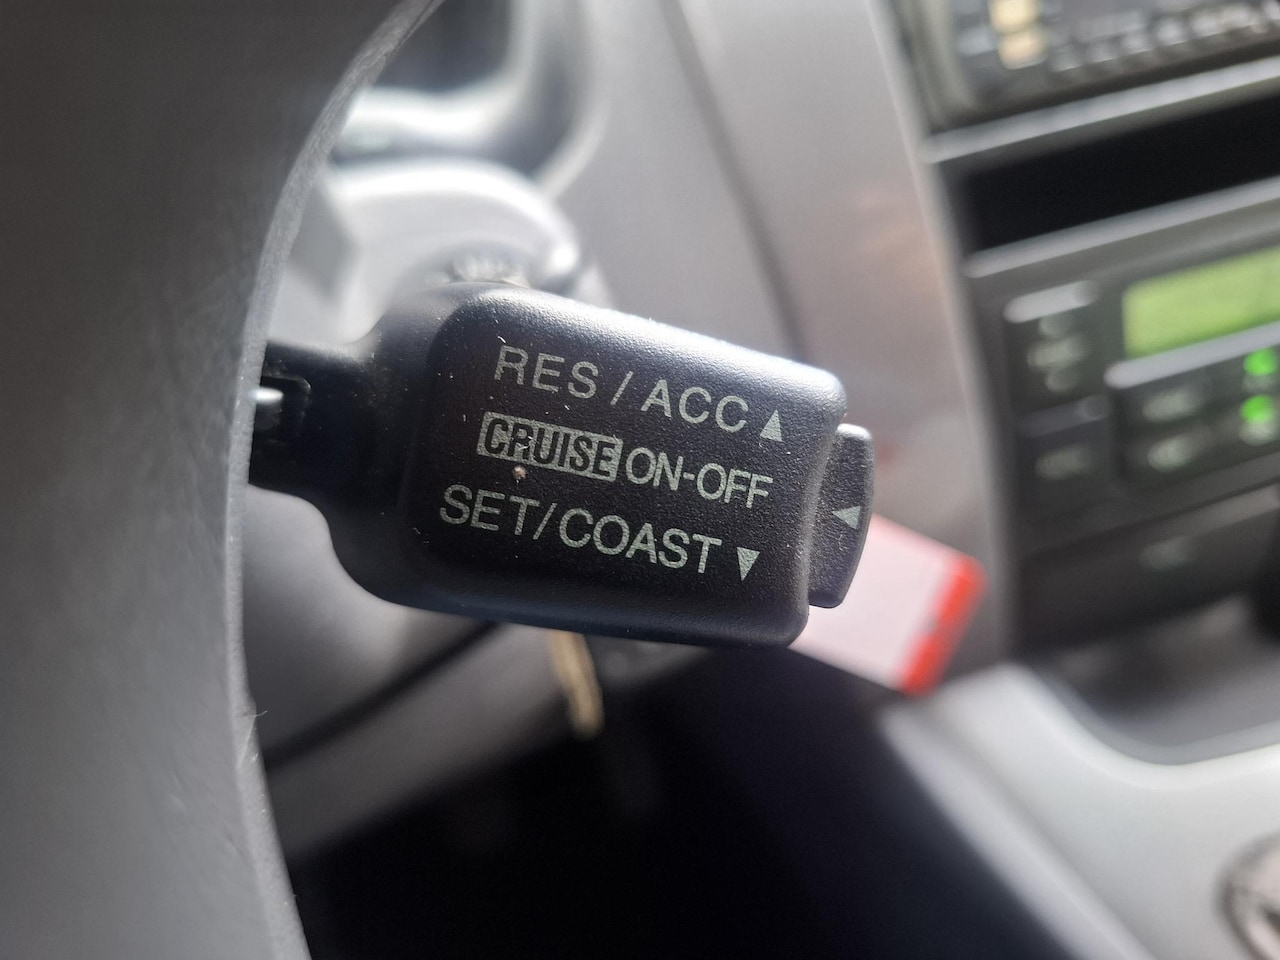 RES / ACC ▲
CRUISE ON-OFF
SET/COAST ▼